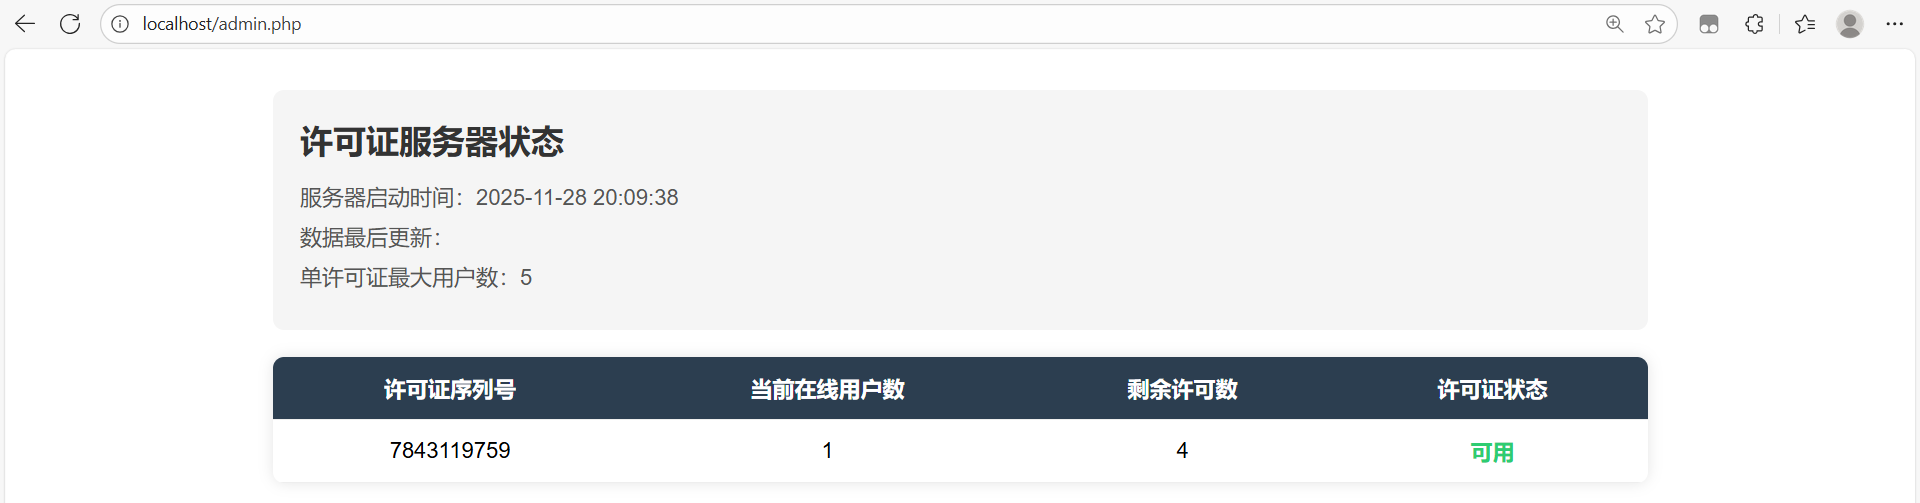 localhost/admin.php
许可证服务器状态
服务器启动时间：2025-11-28 20:09:38
数据最后更新：
单许可证最大用户数：5
许可证序列号 当前在线用户数 剩余许可数 许可证状态
7843119759 1 4 可用